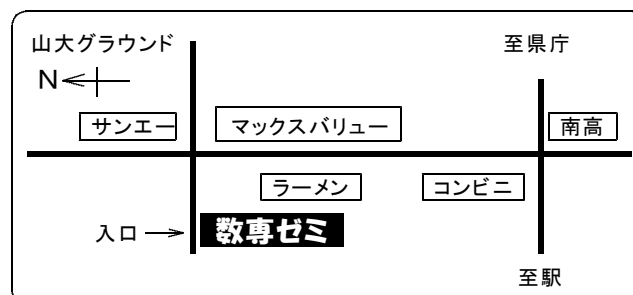 山大グラウンド
至県庁
N
サンエー
マックスバリュー
南高
ラーメン
コンビニ
入口
数専ゼミ
至駅